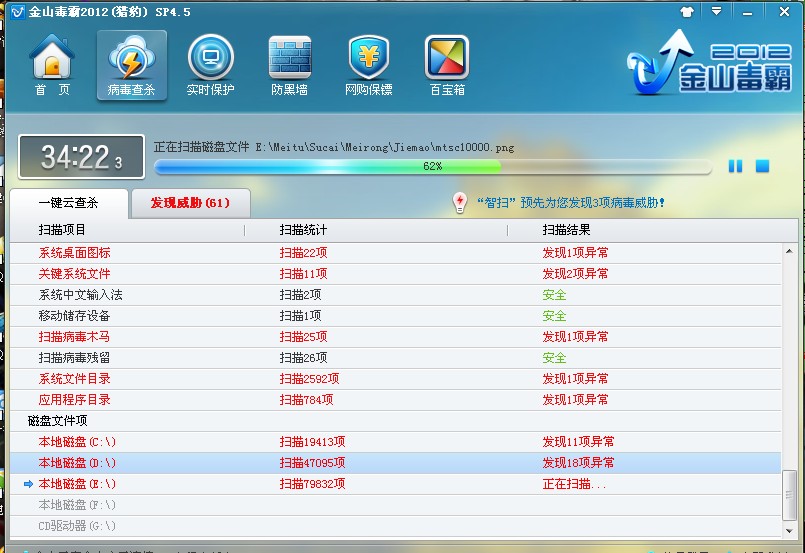 金山毒霸2012(猎豹) SP4.5
首 页 病毒查杀 实时保护 防黑墙 网购保镖 百宝箱
2012
金山毒霸
34:22 3
正在扫描磁盘文件 E:\Meitu\Sucai\Meirong\Jiemao\mtsc10000.png
62%
一键云查杀 发现威胁(61) “智扫”预先为您发现3项病毒威胁!
扫描项目 扫描统计 扫描结果
系统桌面图标 扫描22项 发现1项异常
关键系统文件 扫描11项 发现2项异常
系统中文输入法 扫描2项 安全
移动储存设备 扫描1项 安全
扫描病毒木马 扫描25项 发现1项异常
扫描病毒残留 扫描26项 安全
系统文件目录 扫描2592项 发现1项异常
应用程序目录 扫描784项 发现1项异常
磁盘文件项
本地磁盘(C:\) 扫描19413项 发现11项异常
本地磁盘(D:\) 扫描47095项 发现18项异常
本地磁盘(E:\) 扫描79832项 正在扫描...
本地磁盘(F:\)
CD驱动器(G:\)